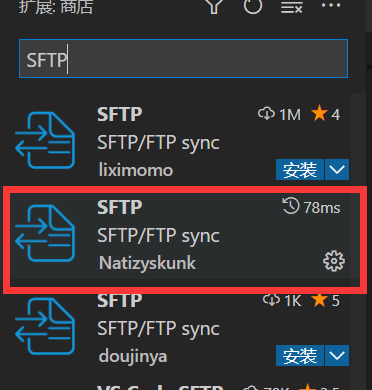 扩展: 商店
SFTP
SFTP 1M 4
SFTP/FTP sync
liximomo 安装
SFTP 78ms
SFTP/FTP sync
Natizyskunk
SFTP 1K 5
SFTP/FTP sync
doujinya 安装